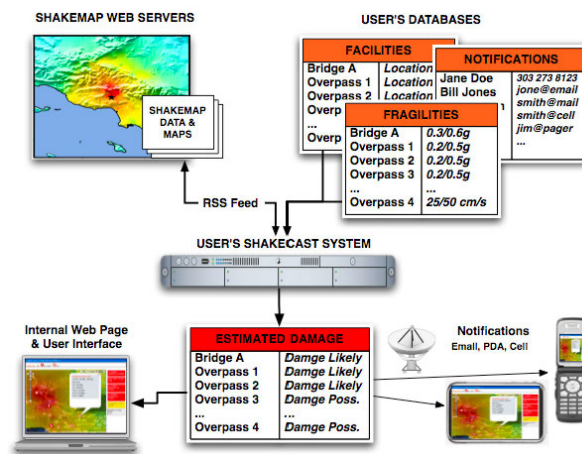 SHAKEMAP WEB SERVERS
USER'S DATABASES
SHAKEMAP
DATA & MAPS
FACILITIES
Bridge A Location
Overpass 1 Location
Overpass 2 Location
...
NOTIFICATIONS
Jane Doe 303 273 8123
Bill Jones jone@email
smith@mail
smith@cell
jim@pager
...
FRAGILITIES
Bridge A 0.3/0.6g
Overpass 1 0.2/0.5g
Overpass 2 0.2/0.5g
Overpass 3 0.2/0.5g
... ...
Overpass 4 25/50 cm/s
RSS Feed
USER'S SHAKECAST SYSTEM
Internal Web Page
& User Interface
ESTIMATED DAMAGE
Bridge A Damge Likely
Overpass 1 Damge Likely
Overpass 2 Damge Likely
Overpass 3 Damge Poss.
... ...
Overpass 4 Damge Poss.
Notifications
Email, PDA, Cell